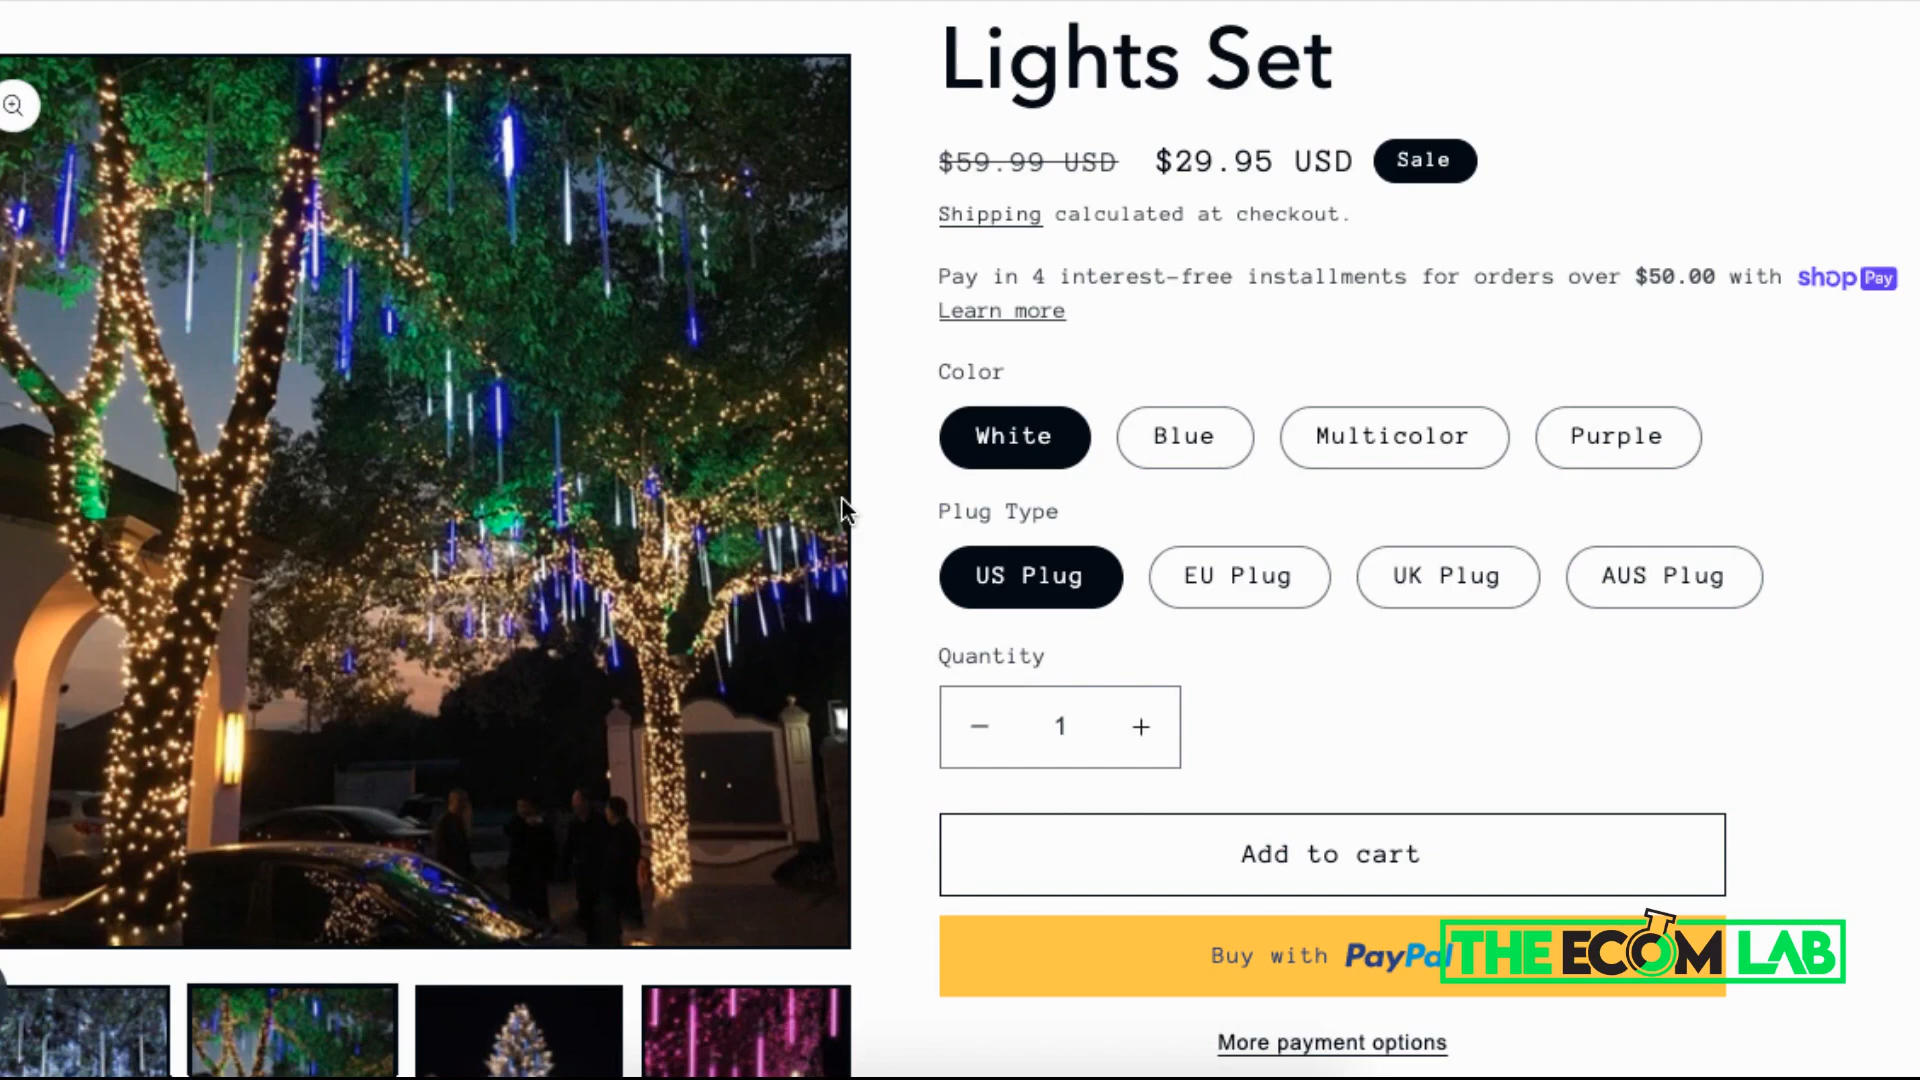 Lights Set
$59.99 USD $29.95 USD Sale
Shipping calculated at checkout.
Pay in 4 interest-free installments for orders over $50.00 with shop Pay
Learn more
Color
White Blue Multicolor Purple
Plug Type
US Plug EU Plug UK Plug AUS Plug
Quantity
− 1 +
Add to cart
Buy with PayPal
THE ECOM LAB
More payment options